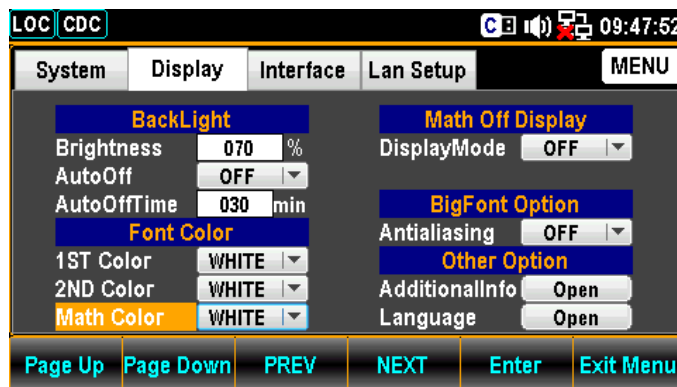 LOC CDC C 09:47:52
System Display Interface Lan Setup MENU
BackLight
Brightness 070 %
AutoOff OFF
AutoOffTime 030 min
Font Color
1ST Color WHITE
2ND Color WHITE
Math Color WHITE
Math Off Display
DisplayMode OFF
BigFont Option
Antialiasing OFF
Other Option
AdditionalInfo Open
Language Open
Page Up Page Down PREV NEXT Enter Exit Menu